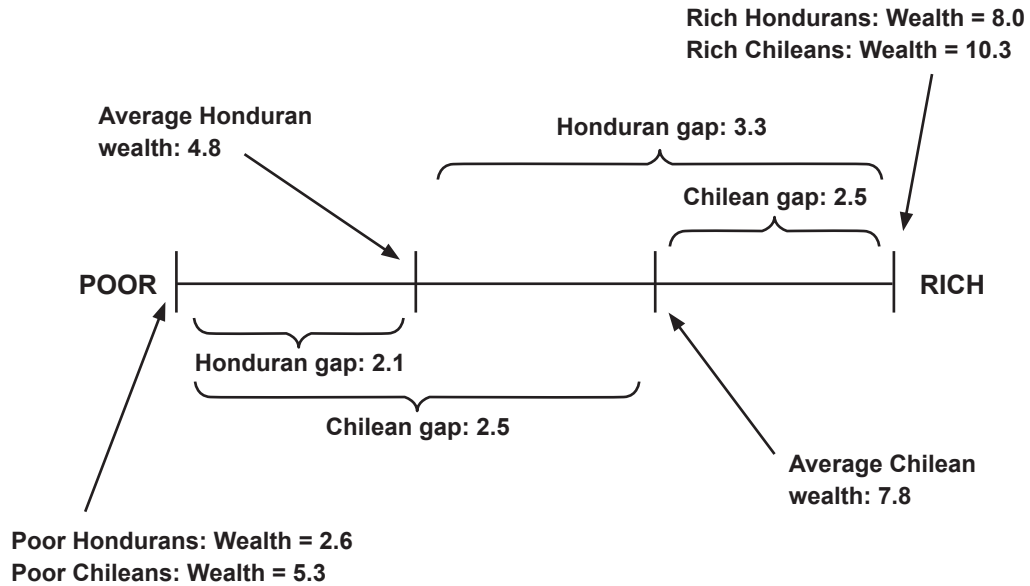 Rich Hondurans: Wealth = 8.0
Rich Chileans: Wealth = 10.3
Average Honduran
wealth: 4.8
Honduran gap: 3.3
Chilean gap: 2.5
POOR
RICH
Honduran gap: 2.1
Chilean gap: 2.5
Average Chilean
wealth: 7.8
Poor Hondurans: Wealth = 2.6
Poor Chileans: Wealth = 5.3